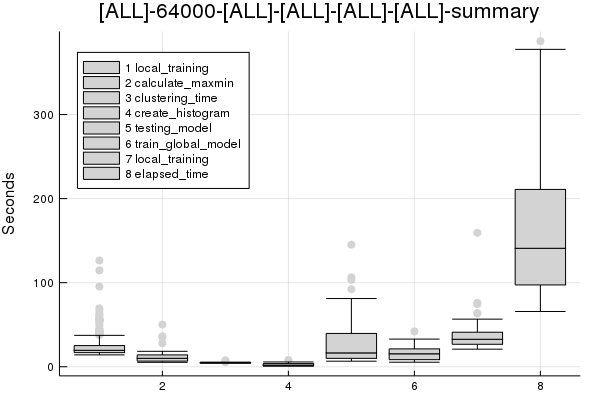 [ALL]-64000-[ALL]-[ALL]-[ALL]-[ALL]-summary
1 local_training
2 calculate_maxmin
3 clustering_time
4 create_histogram
5 testing_model
6 train_global_model
7 local_training
8 elapsed_time
Seconds
300
200
100
0
2 4 6 8